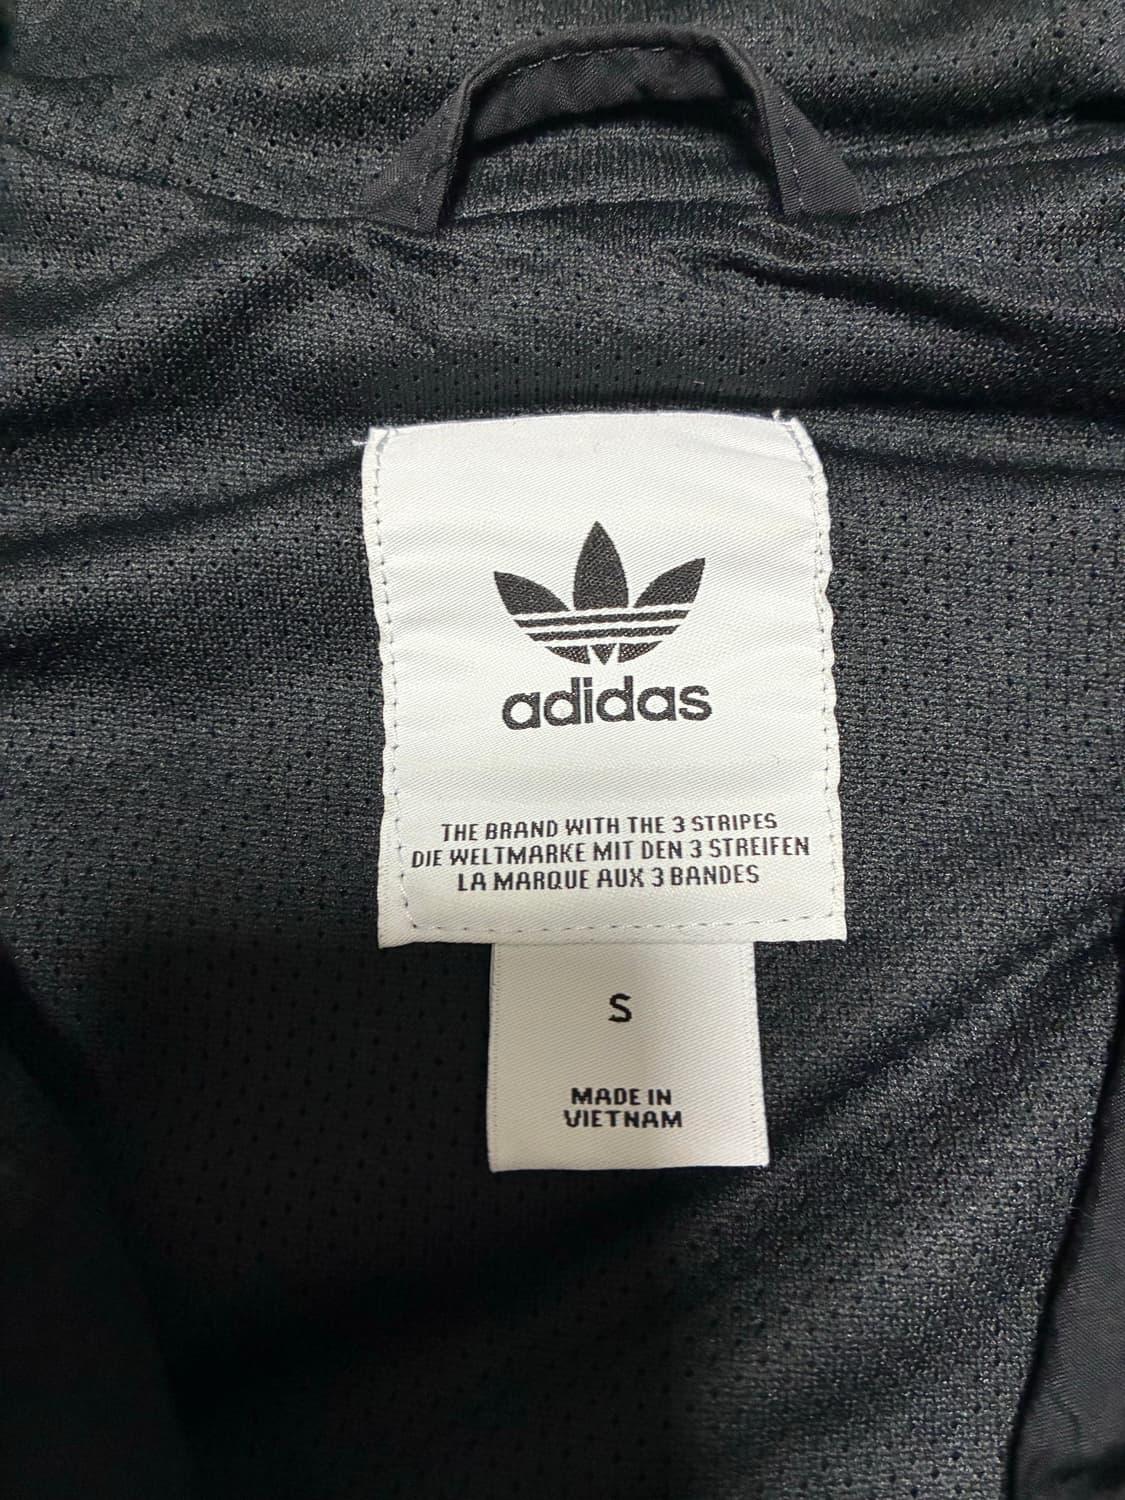 adidas
THE BRAND WITH THE 3 STRIPES
DIE WELTMARKE MIT DEN 3 STREIFEN
LA MARQUE AUX 3 BANDES
S
MADE IN
VIETNAM